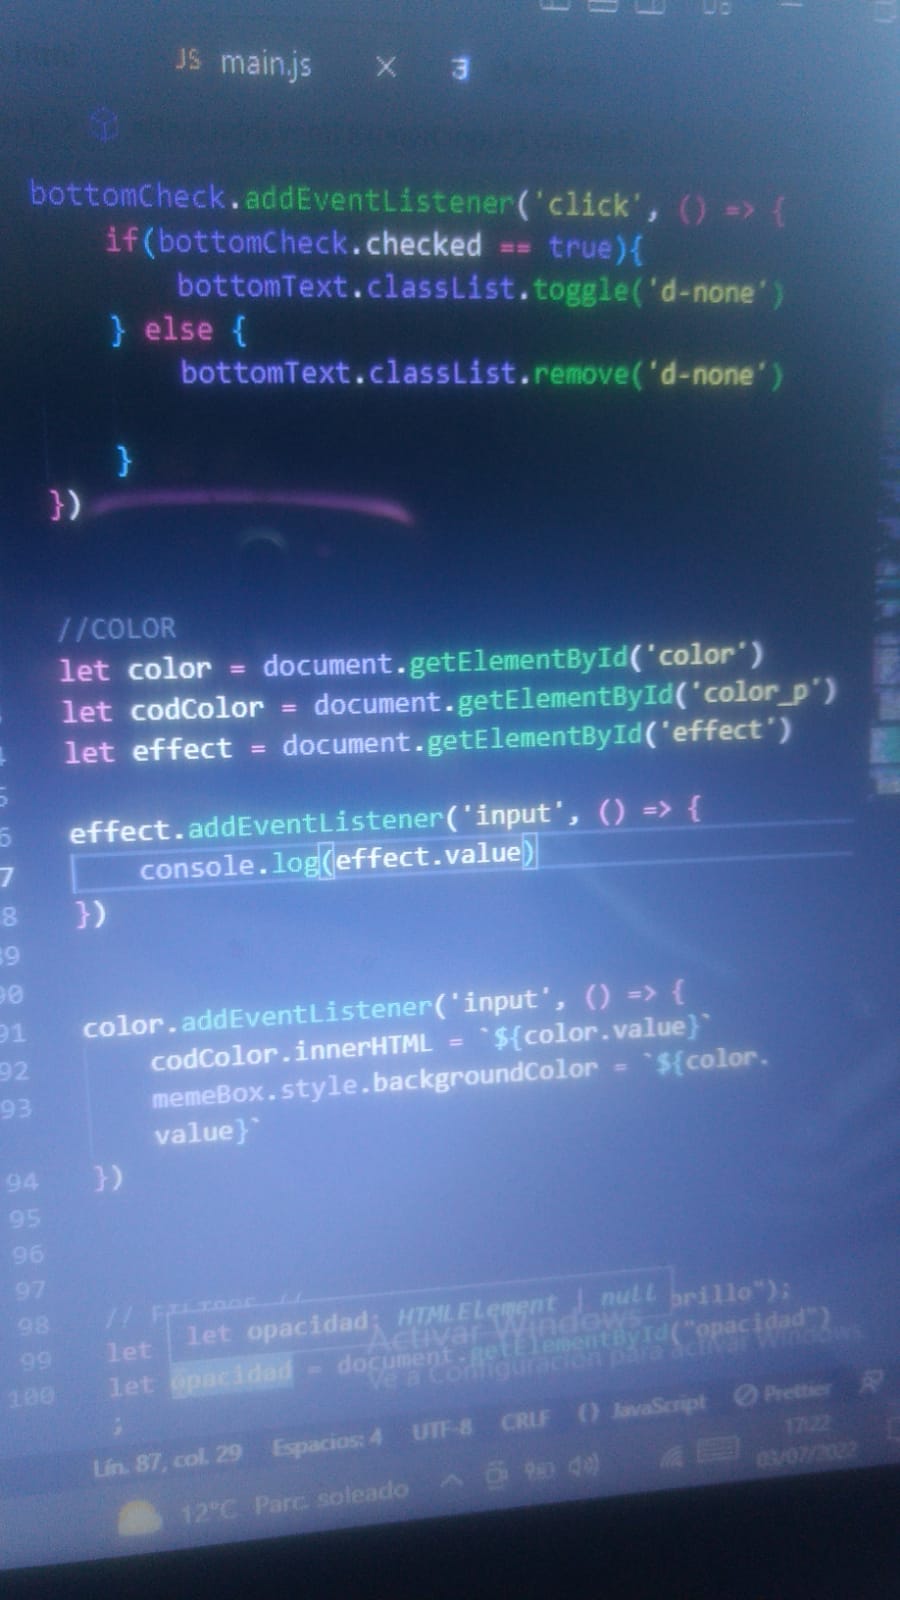 JS main.js ×
bottomCheck.addEventListener('click', () => {
if(bottomCheck.checked == true){
bottomText.classList.toggle('d-none')
} else {
bottomText.classList.remove('d-none')
}
})
//COLOR
let color = document.getElementById('color')
let codColor = document.getElementById('color_p')
let effect = document.getElementById('effect')
effect.addEventListener('input', () => {
7 console.log(effect.value)
8 })
90
91 color.addEventListener('input', () => {
92 codColor.innerHTML = `${color.value}`
93 memeBox.style.backgroundColor = `${color.
value}`
94 })
95
96
97
98 //
let opacidad: HTMLElement | null
99 let brillo");
Activar Windows
100 let opacidad = document.getElementById("opacidad")
Ve a Configuración para activar Windows.
;
Lín. 87, col. 29 Espacios: 4 UTF-8 CRLF {} JavaScript Prettier
17:22
12°C Parc. soleado 03/07/2022